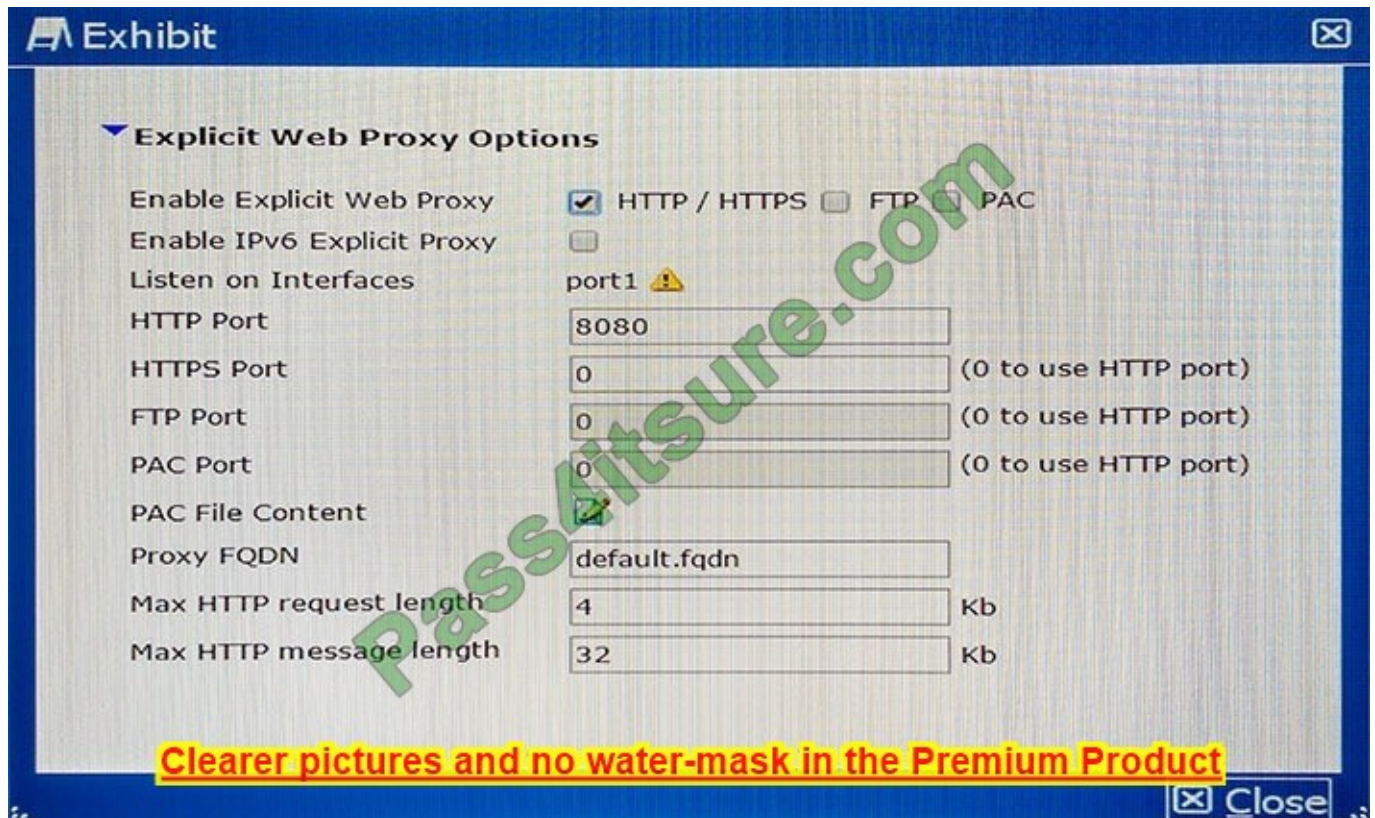 Exhibit
Explicit Web Proxy Options
Enable Explicit Web Proxy HTTP / HTTPS FTP PAC
Enable IPv6 Explicit Proxy
Listen on Interfaces port1
HTTP Port 8080
HTTPS Port 0 (0 to use HTTP port)
FTP Port 0 (0 to use HTTP port)
PAC Port 0 (0 to use HTTP port)
PAC File Content
Proxy FQDN default.fqdn
Max HTTP request length 4 Kb
Max HTTP message length 32 Kb
Pass4itsure.com
Clearer pictures and no water-mask in the Premium Product
Close